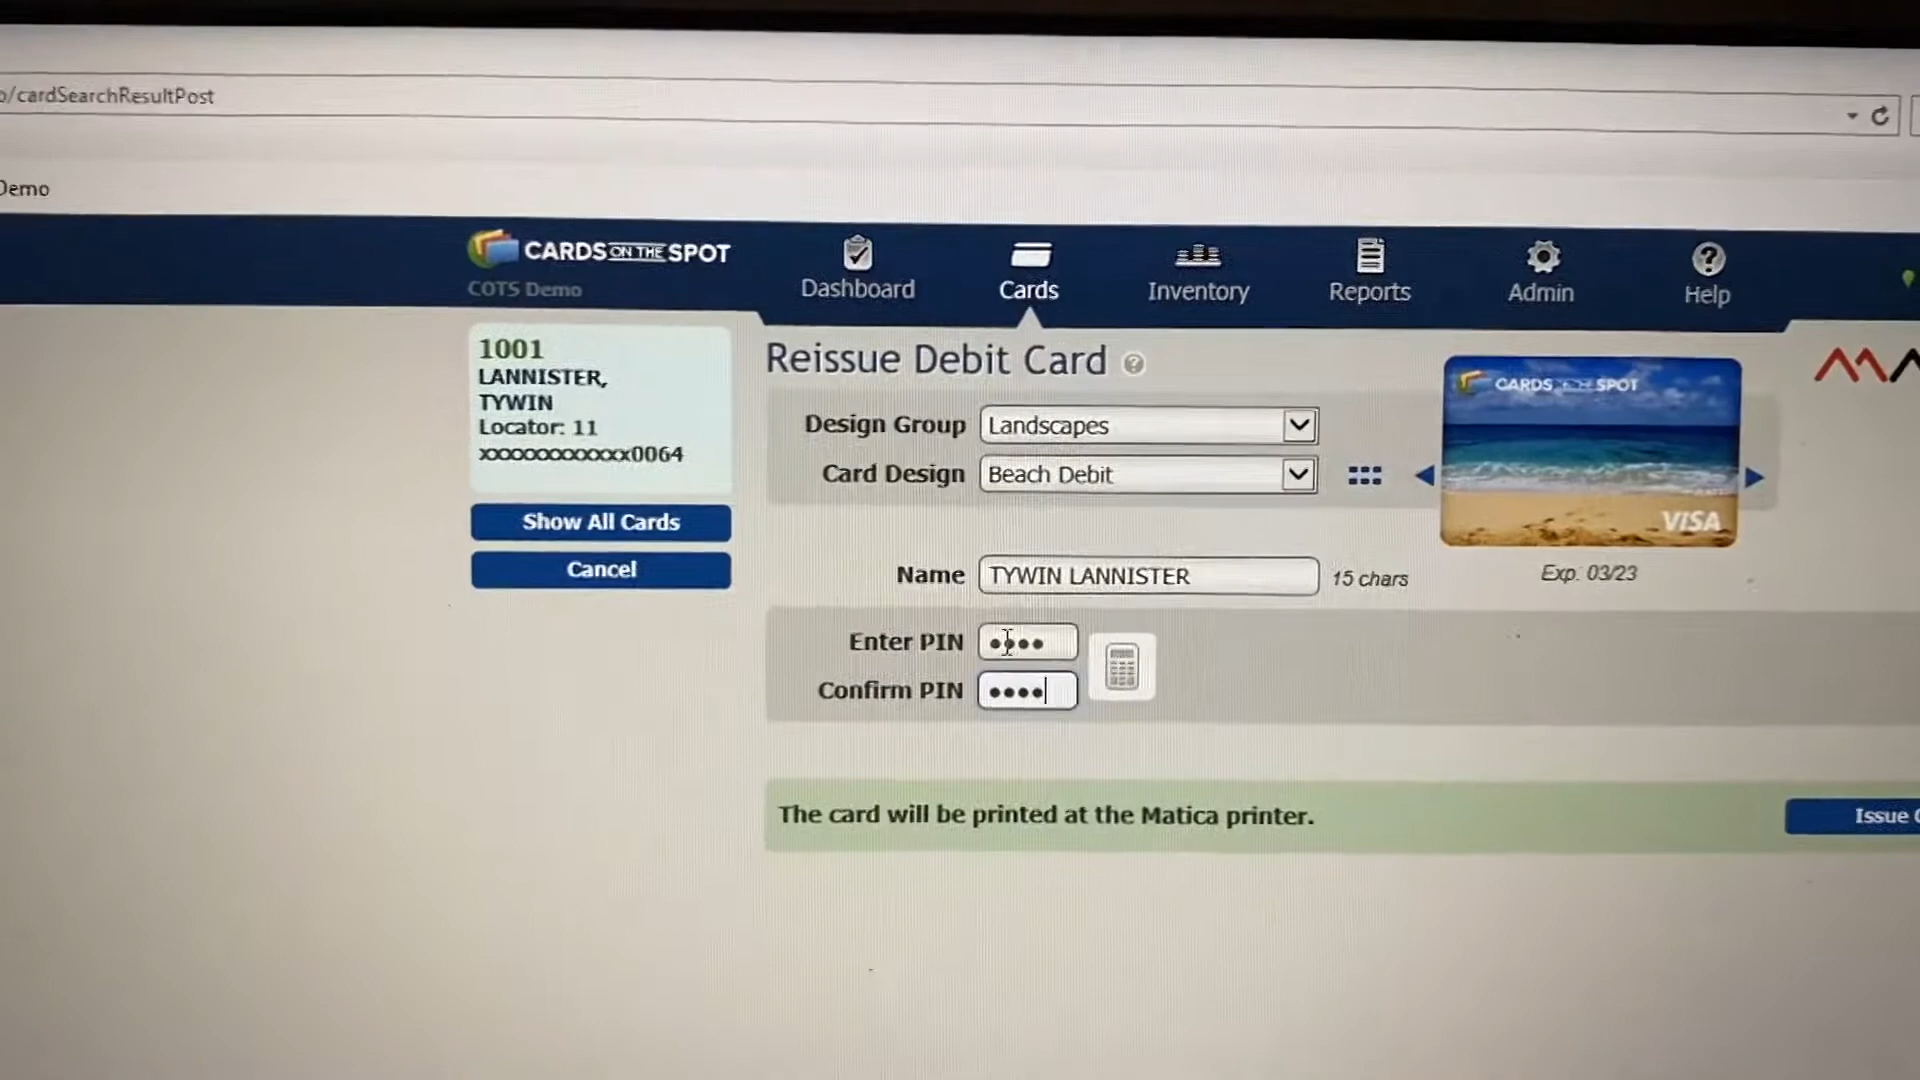 o/cardSearchResultPost
Demo
CARDS ON THE SPOT
COTS Demo
Dashboard
Cards
Inventory
Reports
Admin
Help
1001
LANNISTER,
TYWIN
Locator: 11
xxxxxxxxxxxx0064
Show All Cards
Cancel
Reissue Debit Card ?
Design Group Landscapes
Card Design Beach Debit
CARDS ON THE SPOT
VISA
Exp. 03/23
Name TYWIN LANNISTER 15 chars
Enter PIN ••••
Confirm PIN ••••
The card will be printed at the Matica printer.
Issue